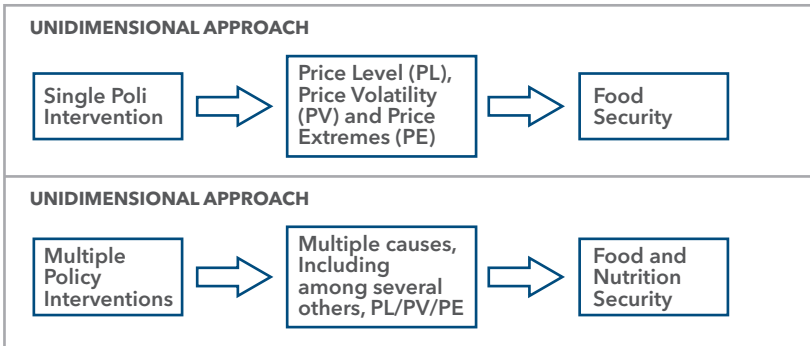 UNIDIMENSIONAL APPROACH
Single Poli
Intervention
Price Level (PL),
Price Volatility
(PV) and Price
Extremes (PE)
Food
Security
UNIDIMENSIONAL APPROACH
Multiple
Policy
Interventions
Multiple causes,
Including
among several
others, PL/PV/PE
Food and
Nutrition
Security